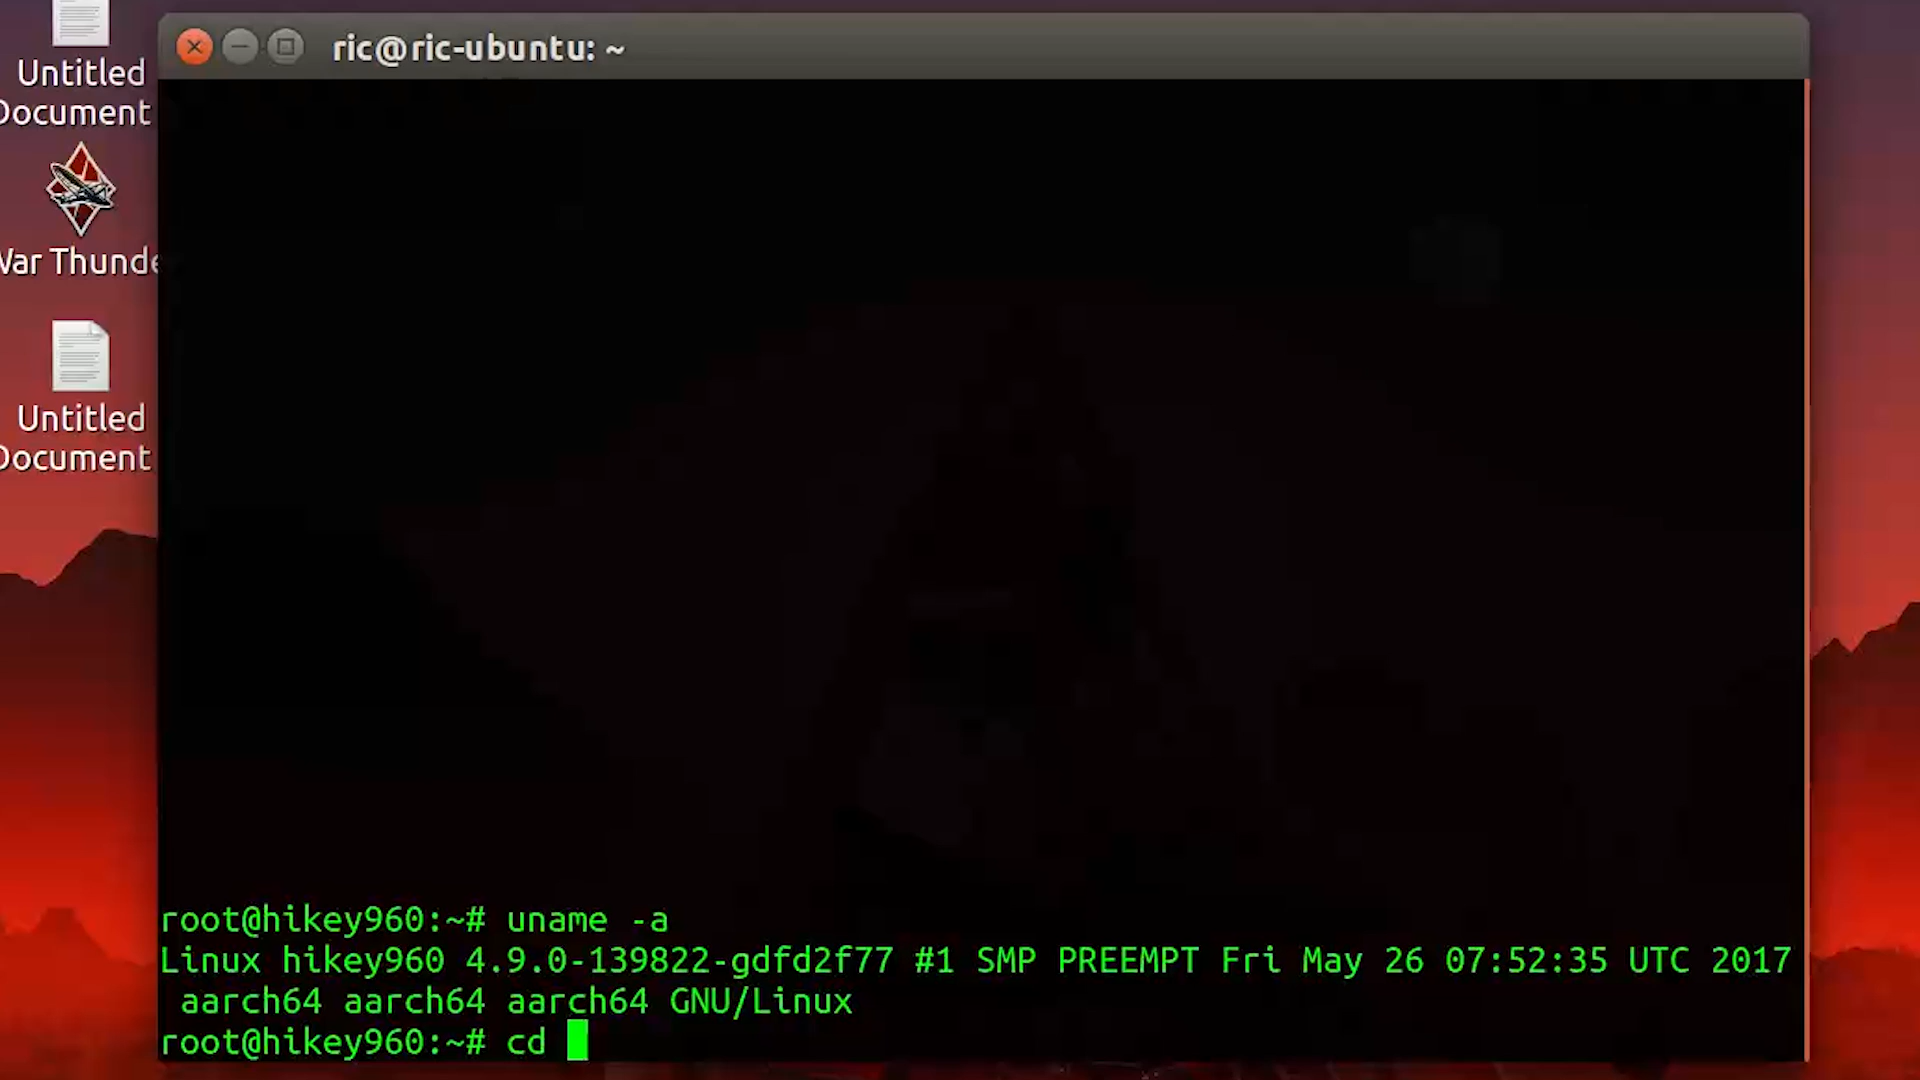 ric@ric-ubuntu: ~
Untitled
Document
War Thunde
Untitled
Document
root@hikey960:~# uname -a
Linux hikey960 4.9.0-139822-gdfd2f77 #1 SMP PREEMPT Fri May 26 07:52:35 UTC 2017
aarch64 aarch64 aarch64 GNU/Linux
root@hikey960:~# cd